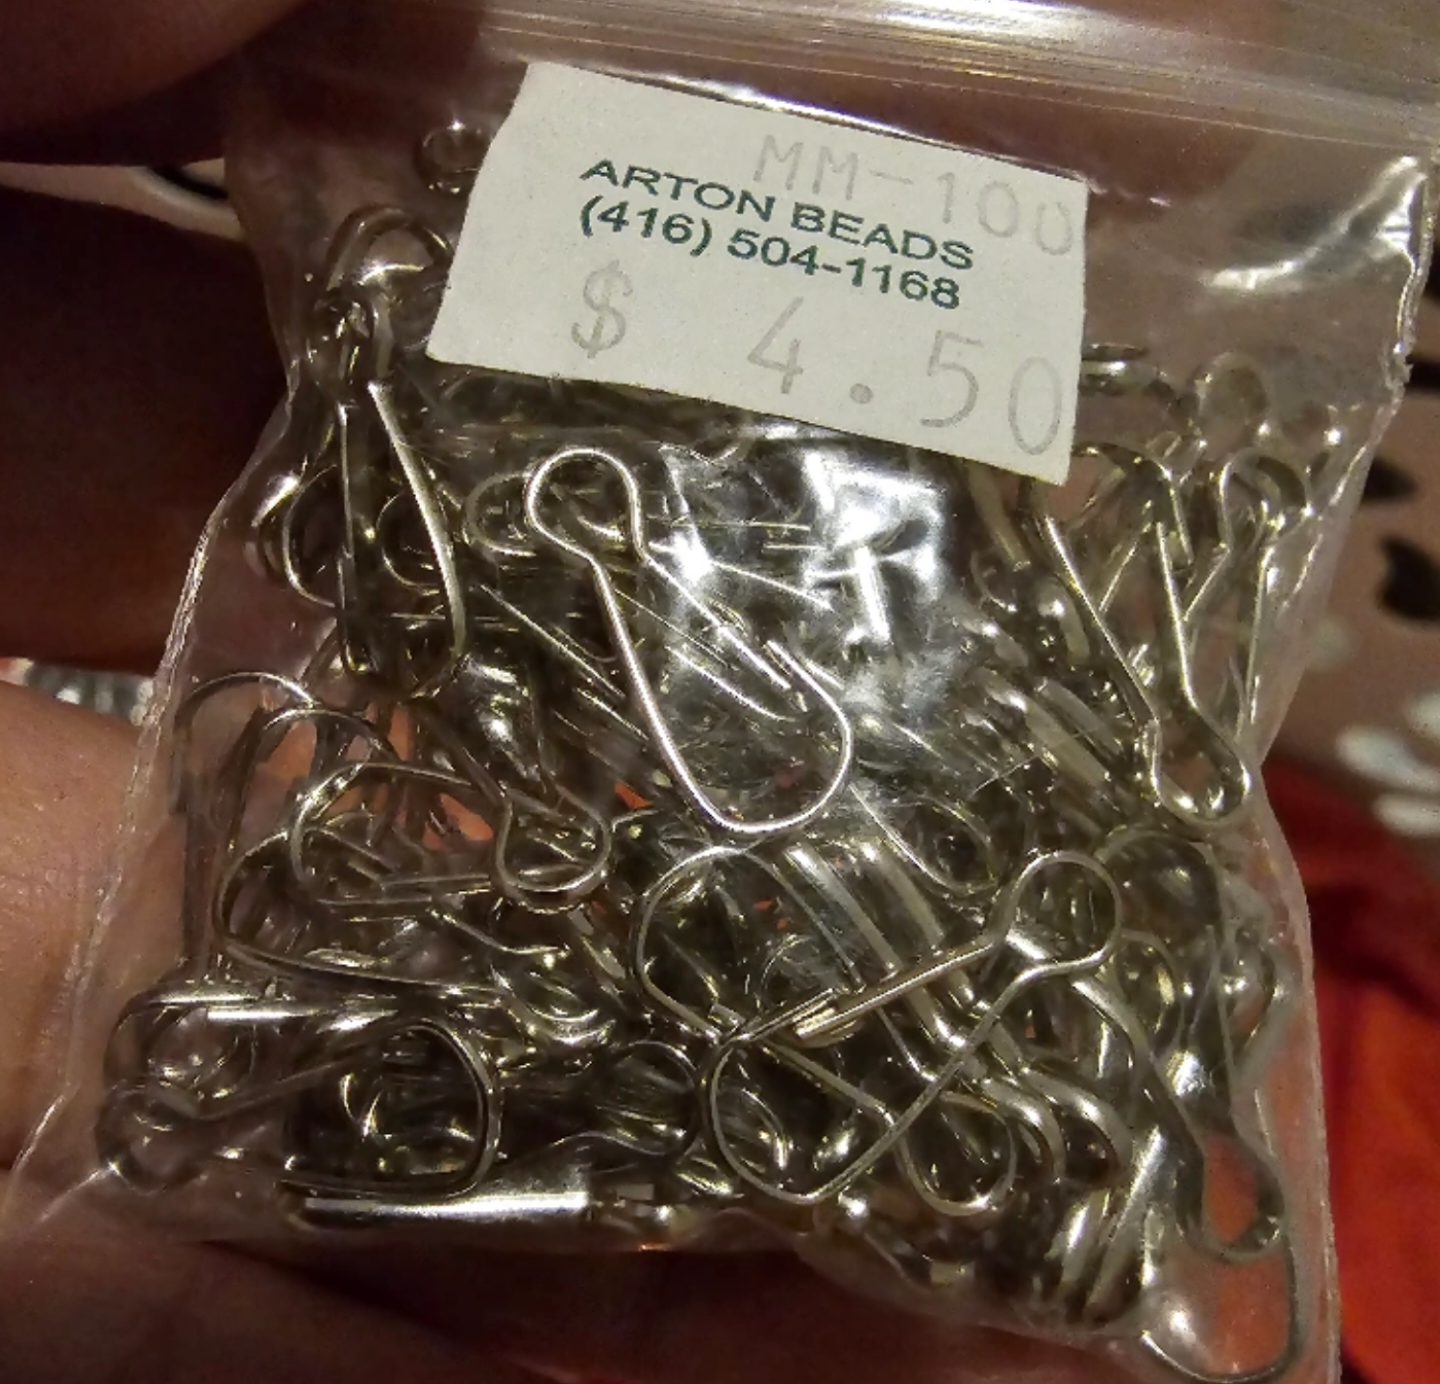 MM-100
ARTON BEADS
(416) 504-1168
$ 4.50